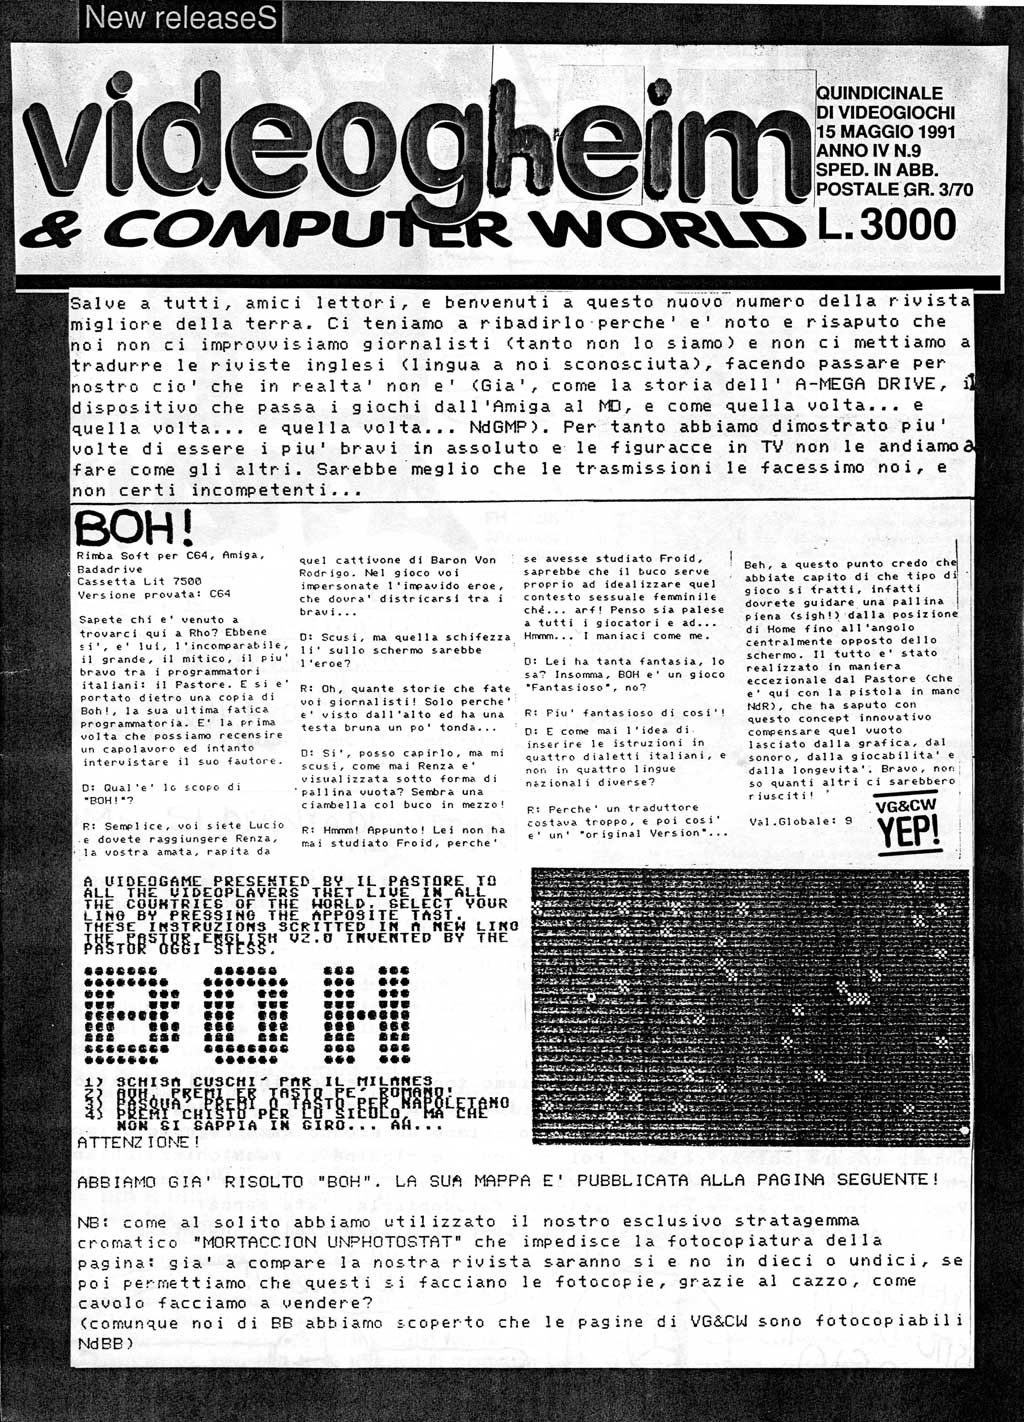 New releaseS
videogheim
& COMPUTER WORLD
QUINDICINALE
DI VIDEOGIOCHI
15 MAGGIO 1991
ANNO IV N.9
SPED. IN ABB.
POSTALE GR. 3/70
L.3000
Salve a tutti, amici lettori, e benvenuti a questo nuovo numero della rivista
migliore della terra. Ci teniamo a ribadirlo perche' e' noto e risaputo che
noi non ci improvvisiamo giornalisti (tanto non lo siamo) e non ci mettiamo a
tradurre le riviste inglesi (lingua a noi sconosciuta), facendo passare per
nostro cio' che in realta' non e' (Gia', come la storia dell' A-MEGA DRIVE, il
dispositivo che passa i giochi dall'Amiga al MD, e come quella volta... e
quella volta... e quella volta... NdGMP). Per tanto abbiamo dimostrato piu'
volte di essere i piu' bravi in assoluto e le figuracce in TV non le andiamo a
fare come gli altri. Sarebbe meglio che le trasmissioni le facessimo noi, e
non certi incompetenti...
BOH!
Rimba Soft per C64, Amiga,
Badadrive
Cassetta Lit 7500
Versione provata: C64
Sapete chi e' venuto a
trovarci qui a Rho? Ebbene
si', e' lui, l'incomparabile,
il grande, il mitico, il piu'
bravo tra i programmatori
italiani: il Pastore. E si e'
portato dietro una copia di
Boh!, la sua ultima fatica
programmatoria. E' la prima
volta che possiamo recensire
un capolavoro ed intanto
intervistare il suo fautore.
D: Qual'e' lo scopo di
"BOH!"?
R: Semplice, voi siete Lucio
e dovete raggiungere Renza,
la vostra amata, rapita da
quel cattivone di Baron Von
Rodrigo. Nel gioco voi
impersonate l'impavido eroe,
che dovra' districarsi tra i
bravi...
D: Scusi, ma quella schifezza
li' sullo schermo sarebbe
l'eroe?
R: Oh, quante storie che fate
voi giornalisti! Solo perche'
e' visto dall'alto ed ha una
testa bruna un po' tonda...
D: Si', posso capirlo, ma mi
scusi, come mai Renza e'
visualizzata sotto forma di
pallina vuota? Sembra una
ciambella col buco in mezzo!
R: Hmmm! Appunto! Lei non ha
mai studiato Froid, perche'
se avesse studiato Froid,
saprebbe che il buco serve
proprio ad idealizzare quel
contesto sessuale femminile
ché... arf! Penso sia palese
a tutti i giocatori e ad...
Hmmm... I maniaci come me.
D: Lei ha tanta fantasia, lo
sa? Insomma, BOH e' un gioco
"Fantasioso", no?
R: Piu' fantasioso di cosi'!
D: E come mai l'idea di
inserire le istruzioni in
quattro dialetti italiani, e
non in quattro lingue
nazionali diverse?
R: Perche' un traduttore
costava troppo, e poi cosi'
e' un' "original Version"...
Beh, a questo punto credo che
abbiate capito di che tipo di
gioco si tratti, infatti
dovrete guidare una pallina
piena (sigh!) dalla posizione
di Home fino all'angolo
centralmente opposto dello
schermo. Il tutto e' stato
realizzato in maniera
eccezionale dal Pastore (che
e' qui con la pistola in mano
NdR), che ha saputo con
questo concept innovativo
compensare quel vuoto
lasciato dalla grafica, dal
sonoro, dalla giocabilita' e
dalla longevita'. Bravo, non
so quanti altri ci sarebbero
riusciti!
Val.Globale: 9
VG&CW
YEP!
A VIDEOGAME PRESENTED BY IL PASTORE TO
ALL THE VIDEOPLAYERS THET LIVE IN ALL
THE COUNTRIES OF THE WORLD. SELECT YOUR
LING BY PRESSING THE APPOSITE TAST.
THESE INSTRUZIONS SCRITTED IN A NEW LING
THE PASTOR ENGLISH V2.0 INVENTED BY THE
PASTOR OGGI STESS.
BOH
1) SCHISA CUSCHI' PAR IL MILANES
2) AUH, PREMI ER TASTO PE' ROMANO!
3) PASQUA', PREMI O TASTO PER NAPOLETANO
4) PREMI CHISTO PER LO SICULO, MA CHE
NON SI SAPPIA IN GIRO... AH...
ATTENZIONE!
ABBIAMO GIA' RISOLTO "BOH". LA SUA MAPPA E' PUBBLICATA ALLA PAGINA SEGUENTE!
NB: come al solito abbiamo utilizzato il nostro esclusivo stratagemma
cromatico "MORTACCION UNPHOTOSTAT" che impedisce la fotocopiatura della
pagina: gia' a compare la nostra rivista saranno si e no in dieci o undici, se
poi permettiamo che questi si facciano le fotocopie, grazie al cazzo, come
cavolo facciamo a vendere?
(comunque noi di BB abbiamo scoperto che le pagine di VG&CW sono fotocopiabili
NdBB)